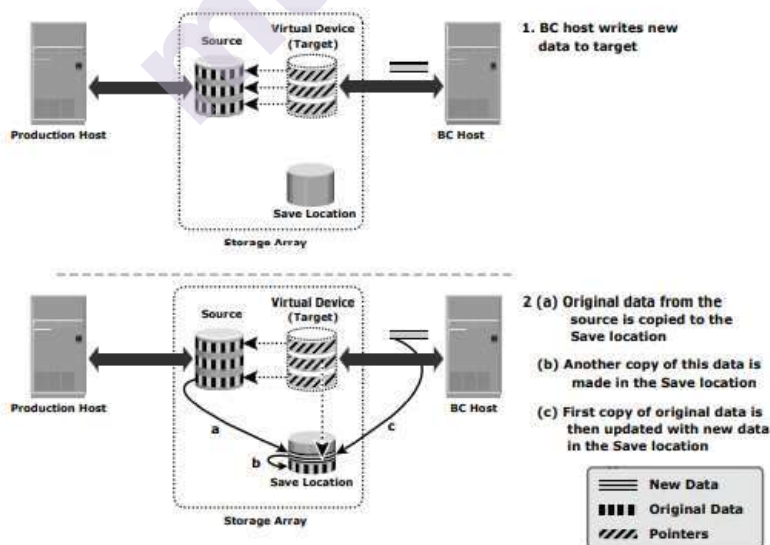 1. BC host writes new
data to target
Source
Virtual Device
(Target)
Production Host
BC Host
Save Location
Storage Array
2 (a) Original data from the
source is copied to the
Save location
(b) Another copy of this data is
made in the Save location
(c) First copy of original data is
then updated with new data
in the Save location
Source
Virtual Device
(Target)
Production Host
BC Host
a
c
b
Save Location
Storage Array
New Data
Original Data
Pointers